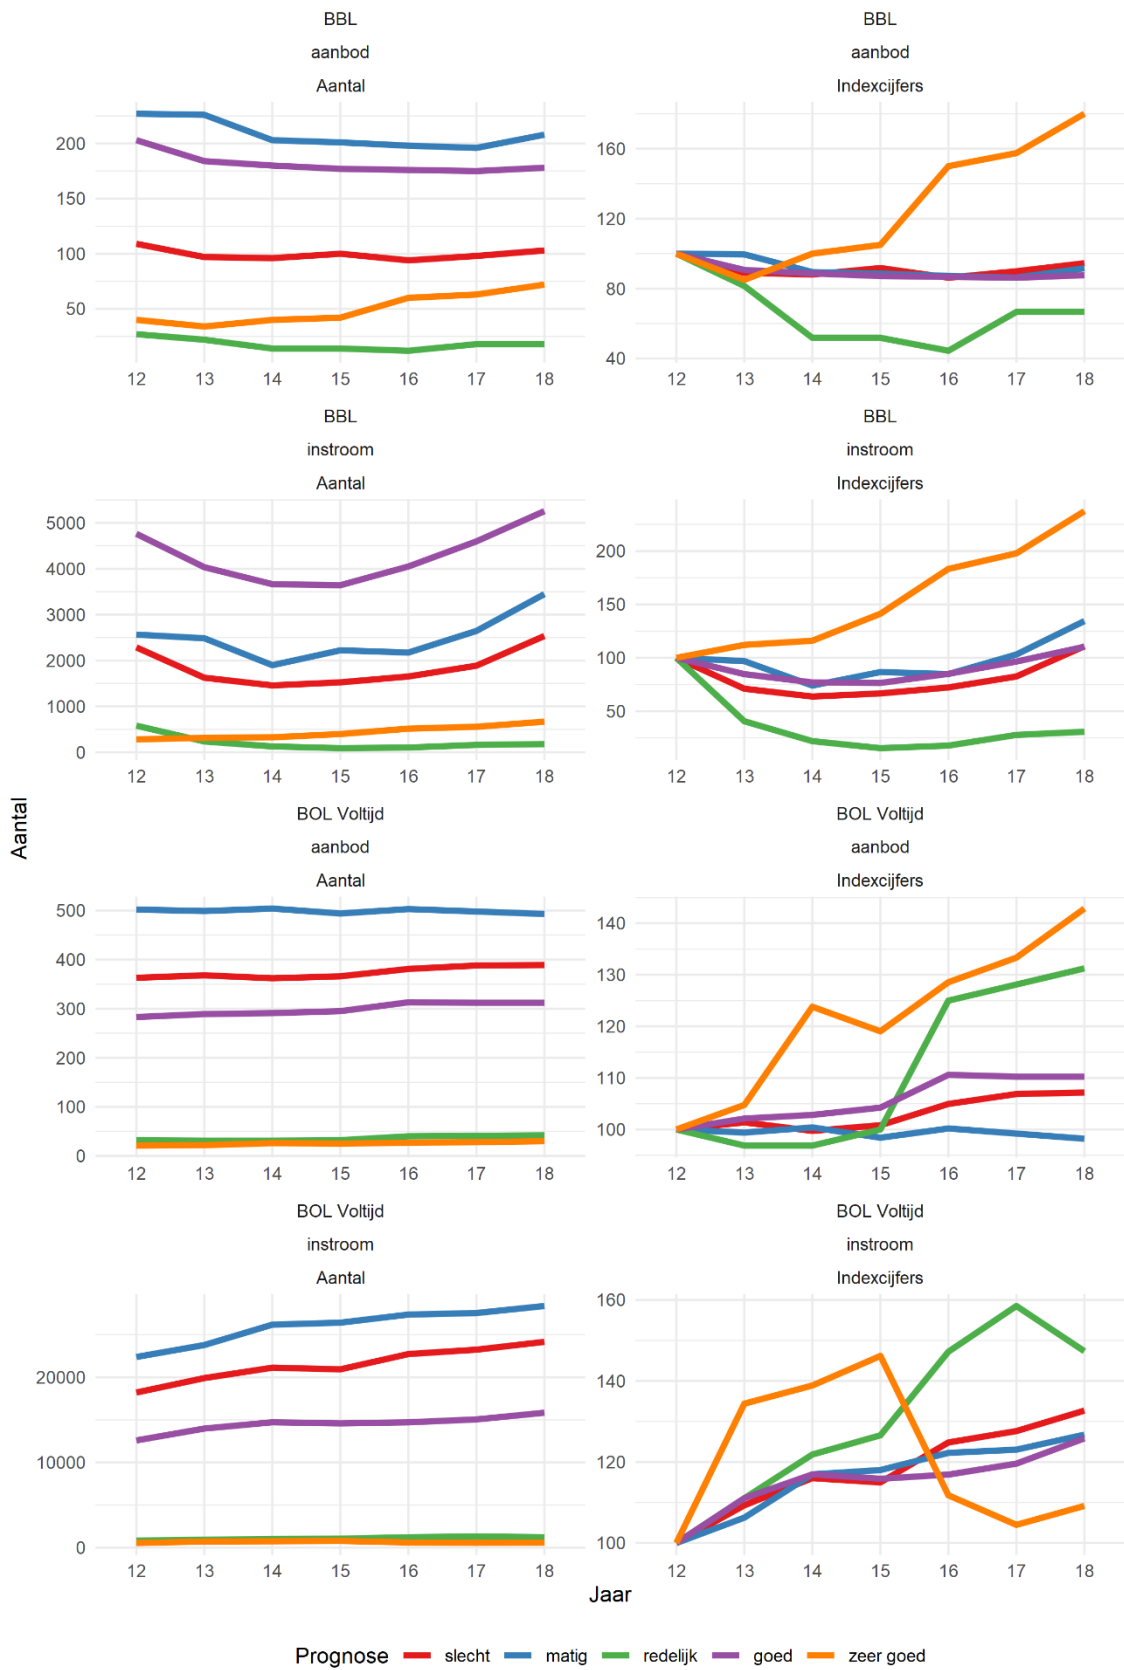 BBL
aanbod
Aantal
200
150
100
50
12 13 14 15 16 17 18
BBL
aanbod
Indexcijfers
160
120
80
40
12 13 14 15 16 17 18
BBL
instroom
Aantal
5000
4000
3000
2000
1000
0
12 13 14 15 16 17 18
BBL
instroom
Indexcijfers
200
150
100
50
12 13 14 15 16 17 18
Aantal
BOL Voltijd
aanbod
Aantal
500
400
300
200
100
0
12 13 14 15 16 17 18
BOL Voltijd
aanbod
Indexcijfers
140
130
120
110
100
12 13 14 15 16 17 18
BOL Voltijd
instroom
Aantal
20000
10000
0
12 13 14 15 16 17 18
BOL Voltijd
instroom
Indexcijfers
160
140
120
100
12 13 14 15 16 17 18
Jaar
Prognose slecht matig redelijk goed zeer goed